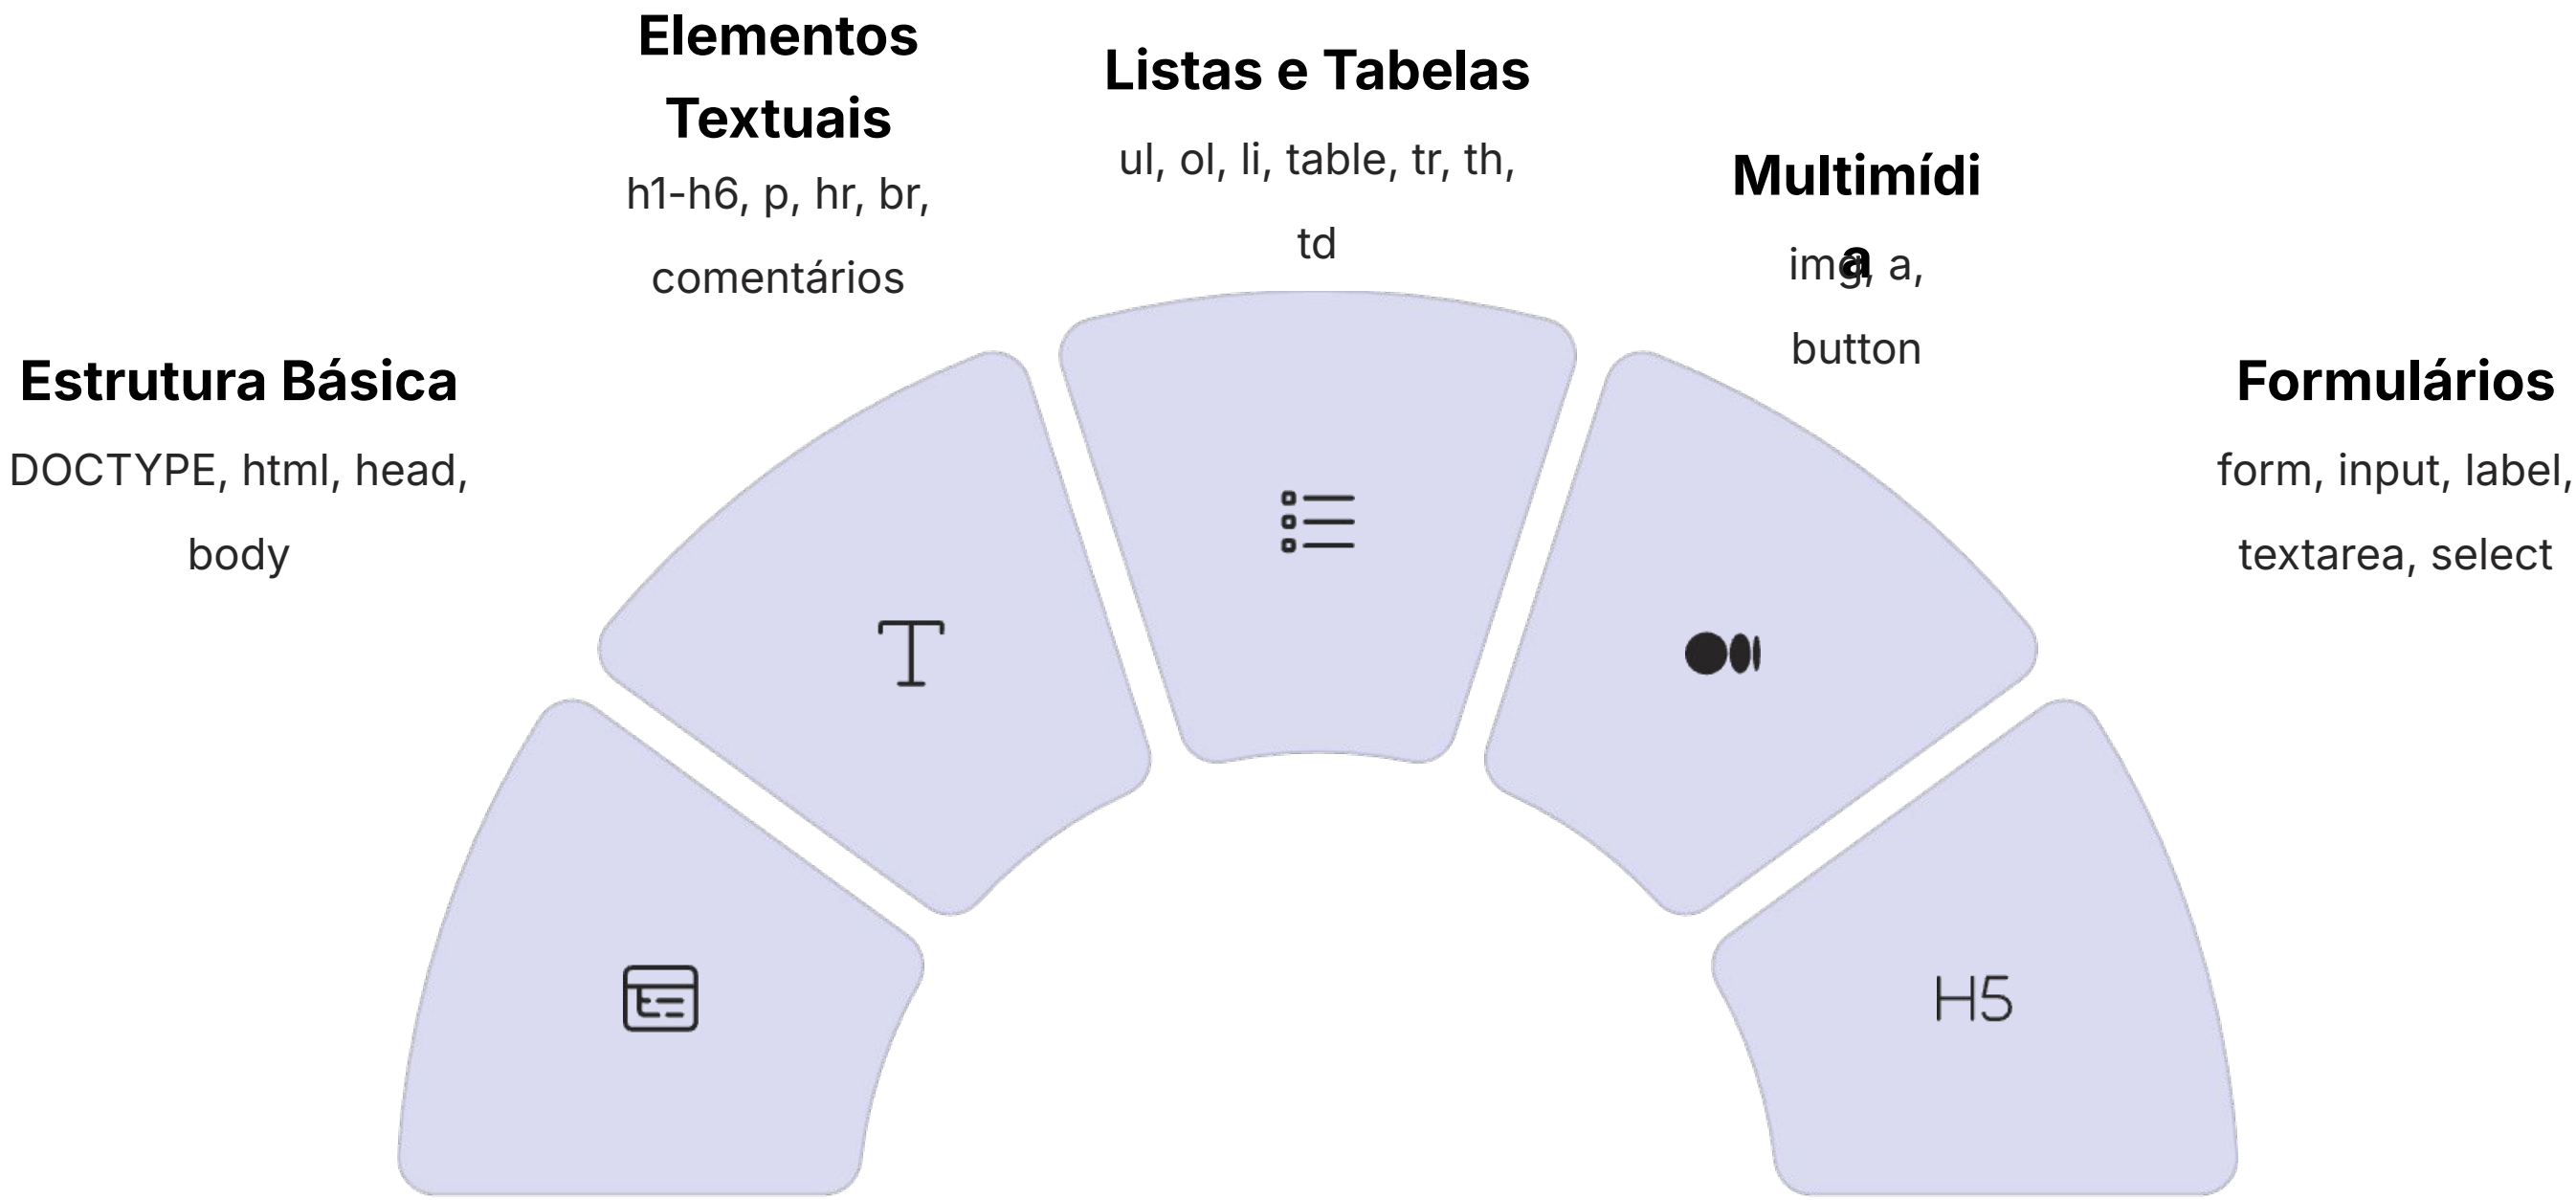 Estrutura Básica
DOCTYPE, html, head,
body
Elementos
Textuais
h1-h6, p, hr, br,
comentários
Listas e Tabelas
ul, ol, li, table, tr, th,
td
Multimídi
a
img, a,
button
Formulários
form, input, label,
textarea, select
T
H5